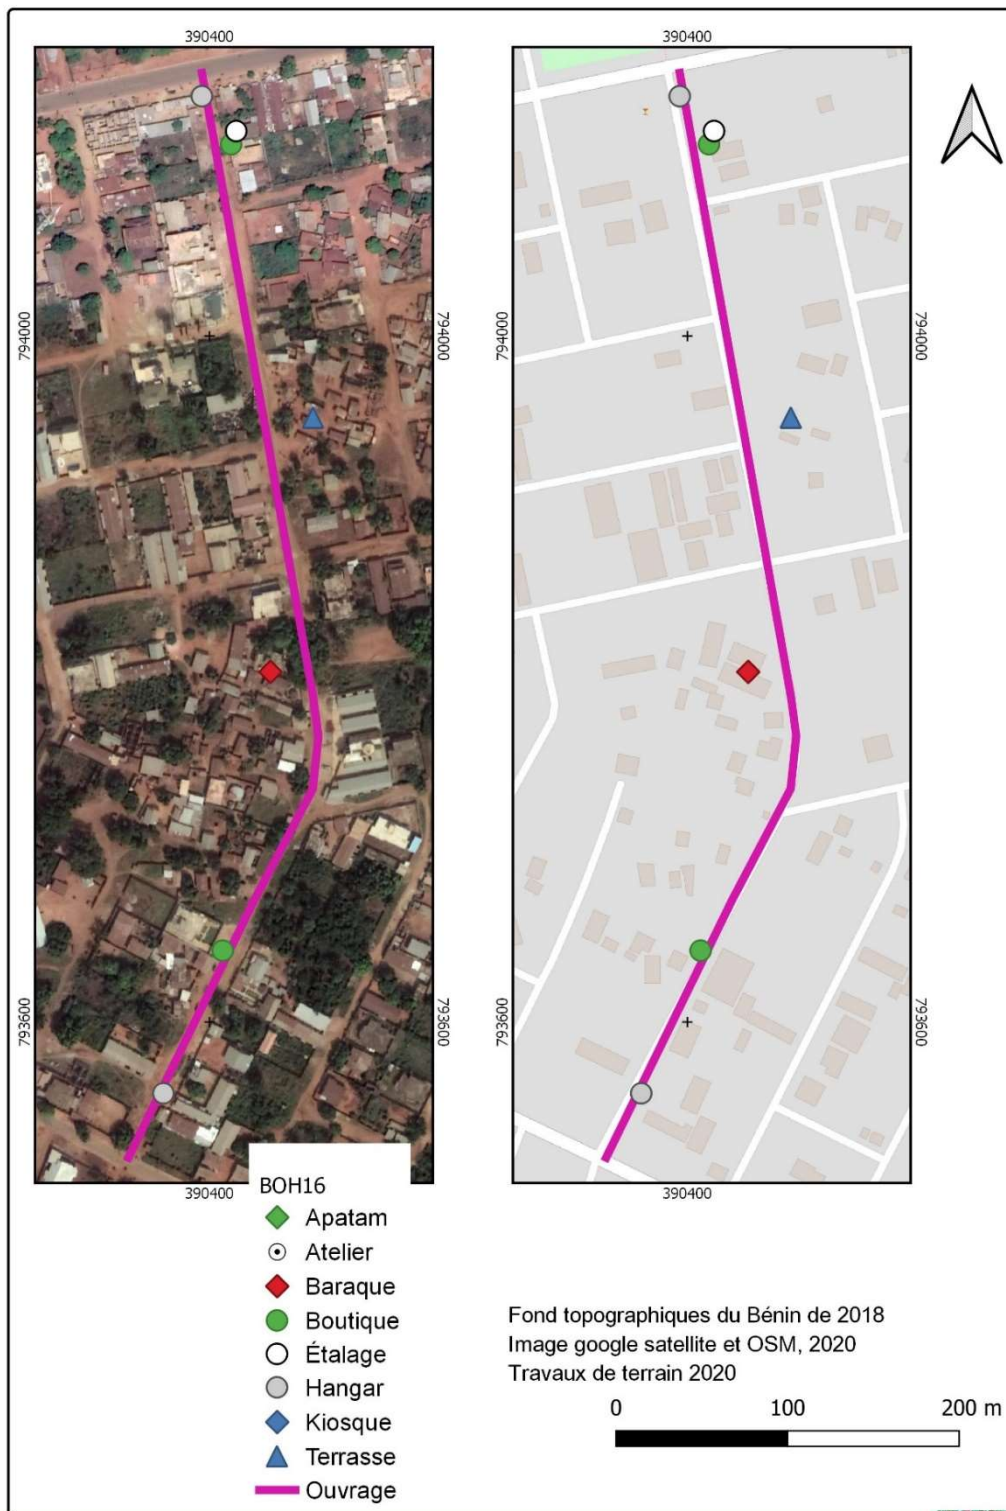 390400
390400
794000
794000
794000
794000
793600
793600
793600
793600
390400
390400
BOH16
Apatam
Atelier
Baraque
Boutique
Étalage
Hangar
Kiosque
Terrasse
Ouvrage
Fond topographiques du Bénin de 2018
Image google satellite et OSM, 2020
Travaux de terrain 2020
0 100 200 m